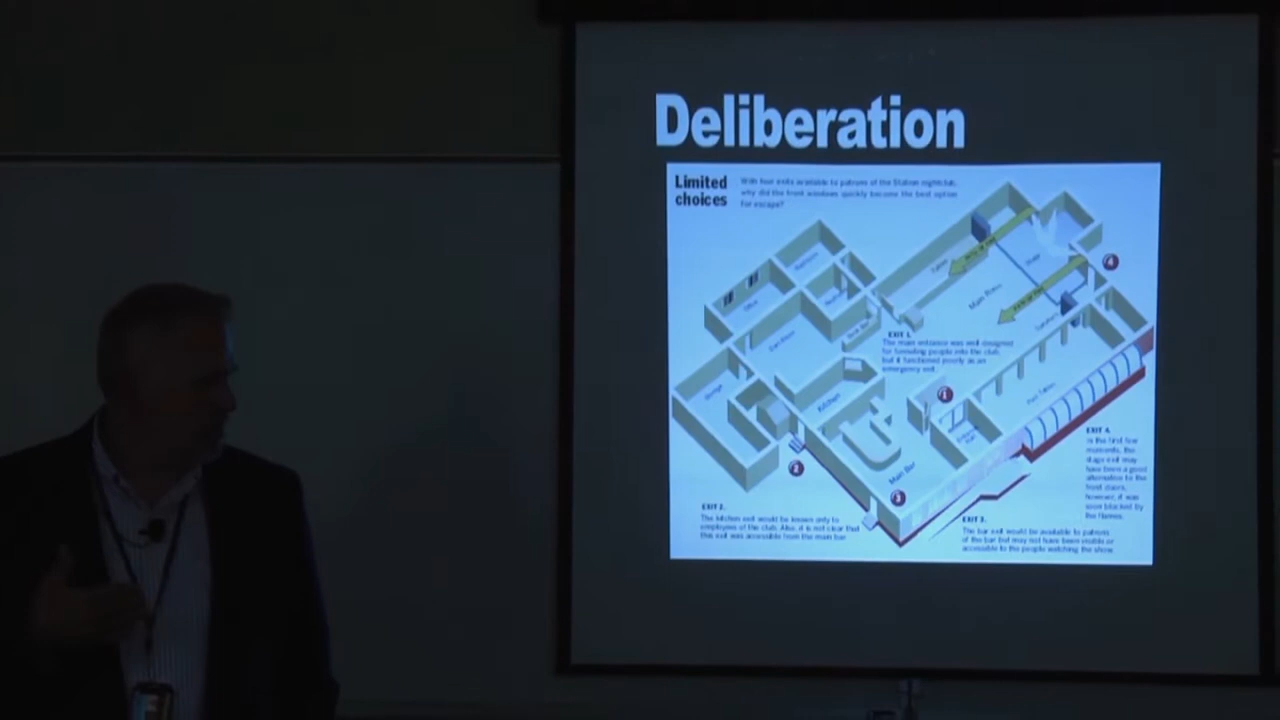 Deliberation
Limited
choices
With four exits available to patrons of the Station nightclub,
why did the front windows quickly become the best option
for escape?
4
Main
EXIT 1.
The main entrance was well designed
for funneling people into the club,
but it functioned poorly as an
emergency exit.
1
Storage
Kitchen
Main Bar
2
3
EXIT 4.
In the first few
moments, the
stage exit may
have been a good
alternative to the
front doors,
however, it was
soon blocked by
the flames.
EXIT 2.
The kitchen exit would be known only to
employees of the club. Also, it is not clear that
this exit was accessible from the main bar.
EXIT 3.
The bar exit would be available to patrons
of the bar but may not have been visible or
accessible to the people watching the show.